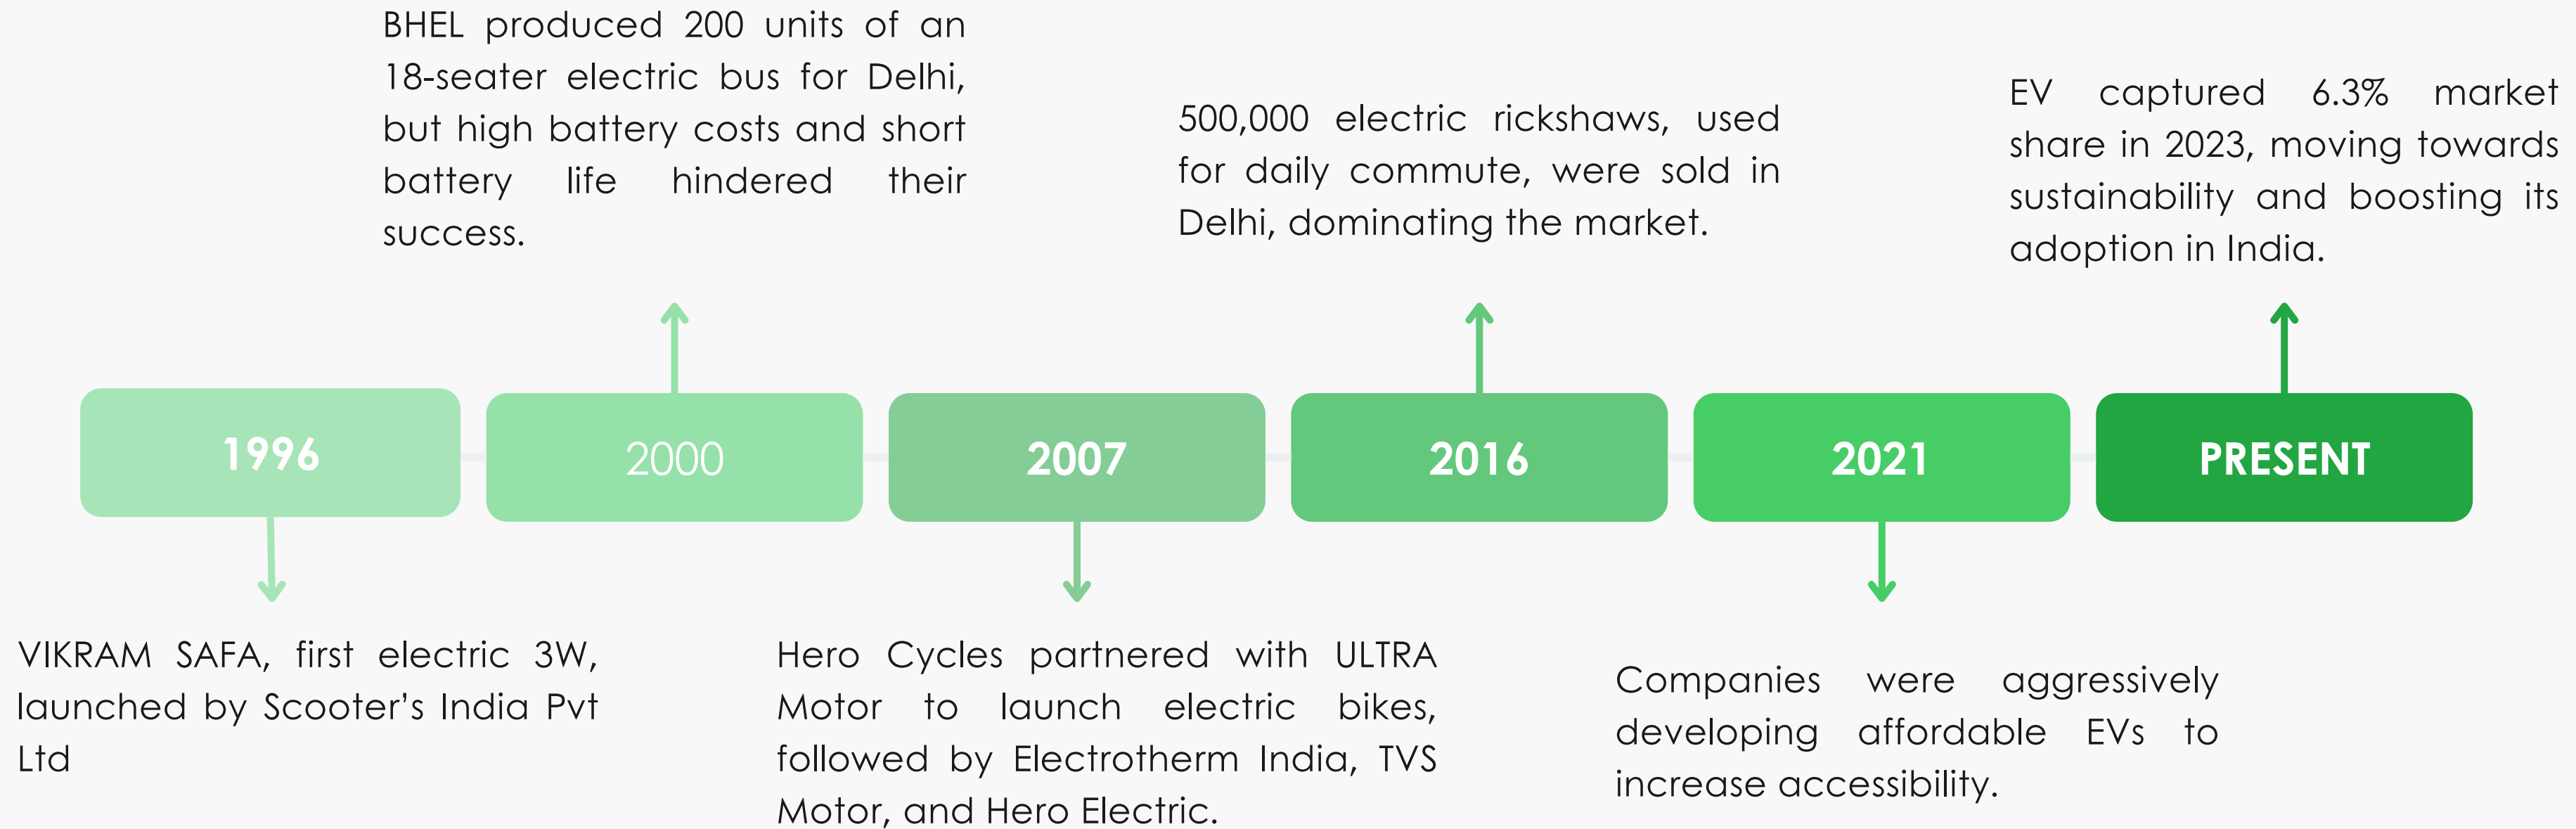 BHEL produced 200 units of an
18-seater electric bus for Delhi,
but high battery costs and short
battery life hindered their
success.
500,000 electric rickshaws, used
for daily commute, were sold in
Delhi, dominating the market.
EV captured 6.3% market
share in 2023, moving towards
sustainability and boosting its
adoption in India.
1996
2000
2007
2016
2021
PRESENT
VIKRAM SAFA, first electric 3W,
launched by Scooter's India Pvt
Ltd
Hero Cycles partnered with ULTRA
Motor to launch electric bikes,
followed by Electrotherm India, TVS
Motor, and Hero Electric.
Companies were aggressively
developing affordable EVs to
increase accessibility.